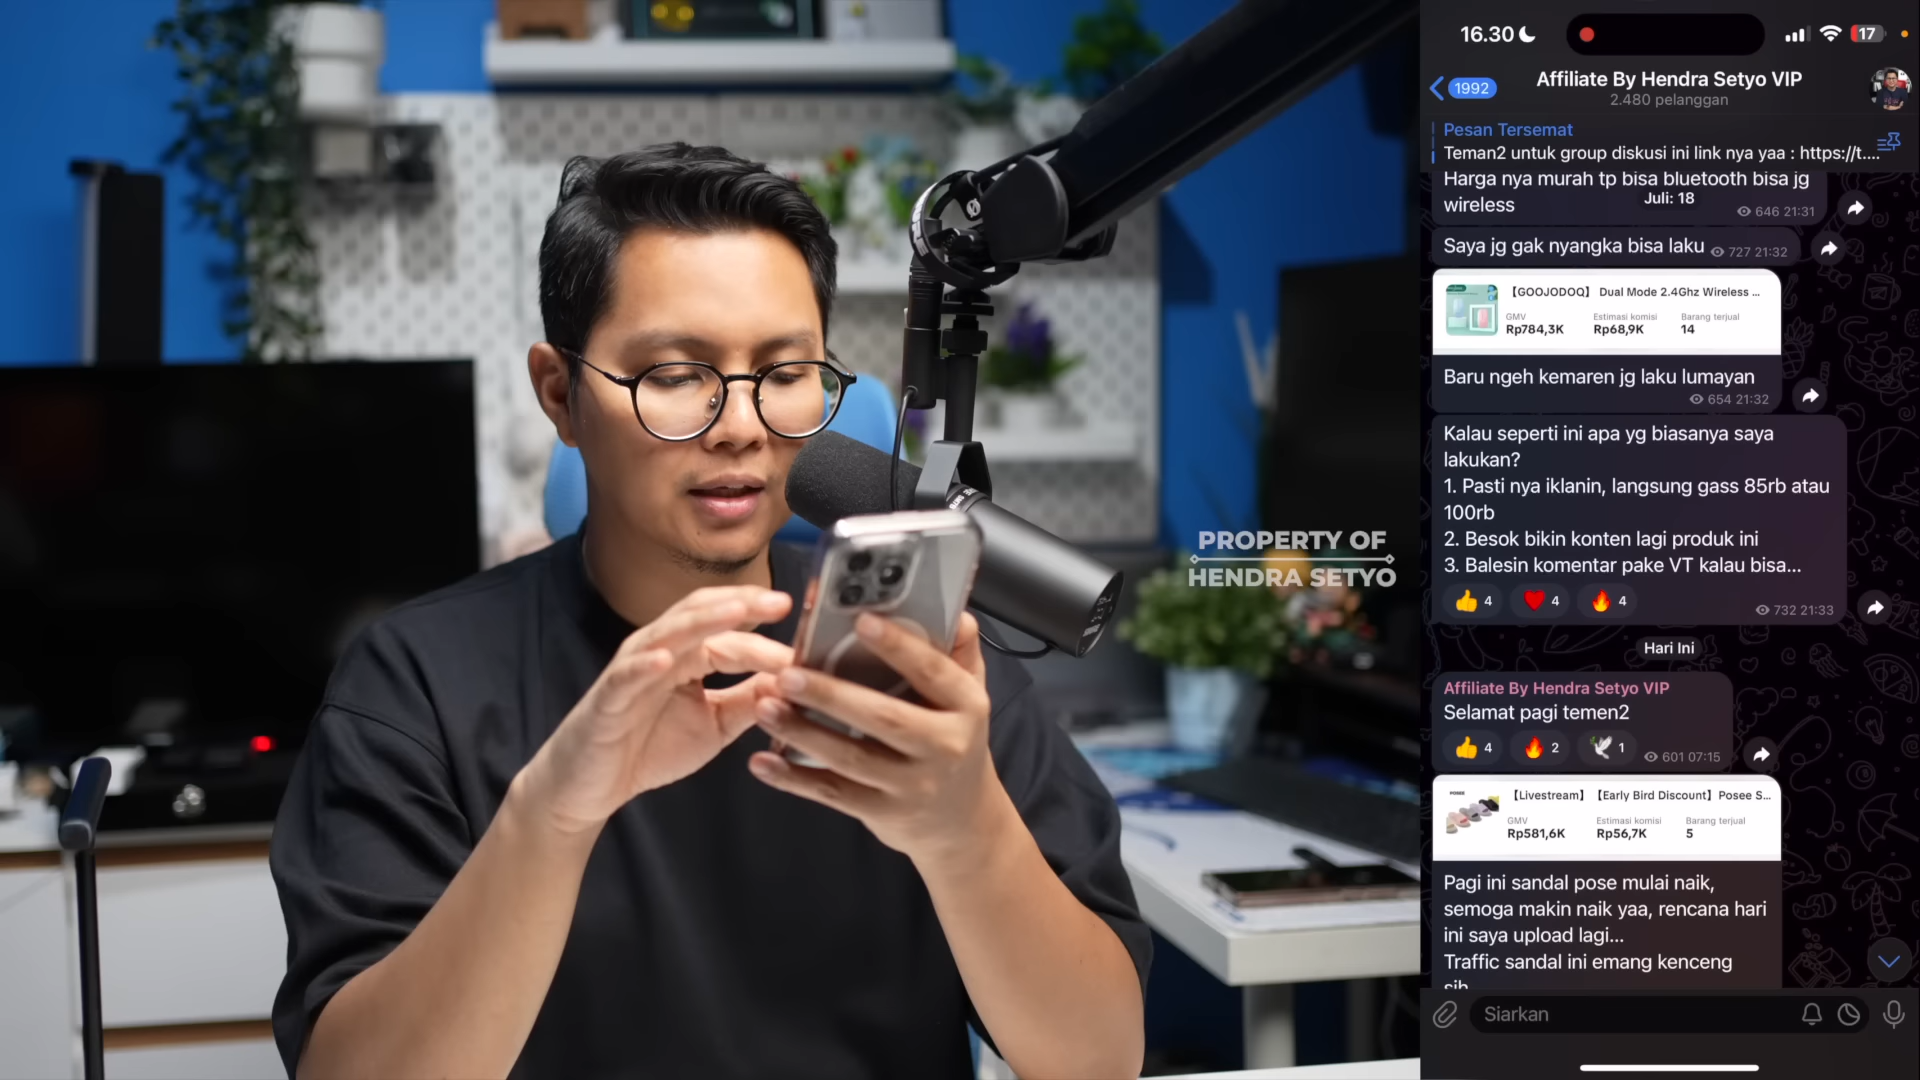 PROPERTY OF
HENDRA SETYO
16.30
17
1992
Affiliate By Hendra Setyo VIP
2.480 pelanggan
Pesan Tersemat
Teman2 untuk group diskusi ini link nya yaa : https://t....
Harga nya murah tp bisa bluetooth bisa jg
wireless
Juli: 18
646 21:31
Saya jg gak nyangka bisa laku
727 21:32
【GOOJODOQ】 Dual Mode 2.4Ghz Wireless ...
GMV Estimasi komisi Barang terjual
Rp784,3K Rp68,9K 14
Baru ngeh kemaren jg laku lumayan
654 21:32
Kalau seperti ini apa yg biasanya saya
lakukan?
1. Pasti nya iklanin, langsung gass 85rb atau
100rb
2. Besok bikin konten lagi produk ini
3. Balesin komentar pake VT kalau bisa...
4 4 4
732 21:33
Hari Ini
Affiliate By Hendra Setyo VIP
Selamat pagi temen2
4 2 1
601 07:15
POSEE
【Livestream】 【Early Bird Discount】Posee S...
GMV Estimasi komisi Barang terjual
Rp581,6K Rp56,7K 5
Pagi ini sandal pose mulai naik,
semoga makin naik yaa, rencana hari
ini saya upload lagi...
Traffic sandal ini emang kenceng
sih
Siarkan